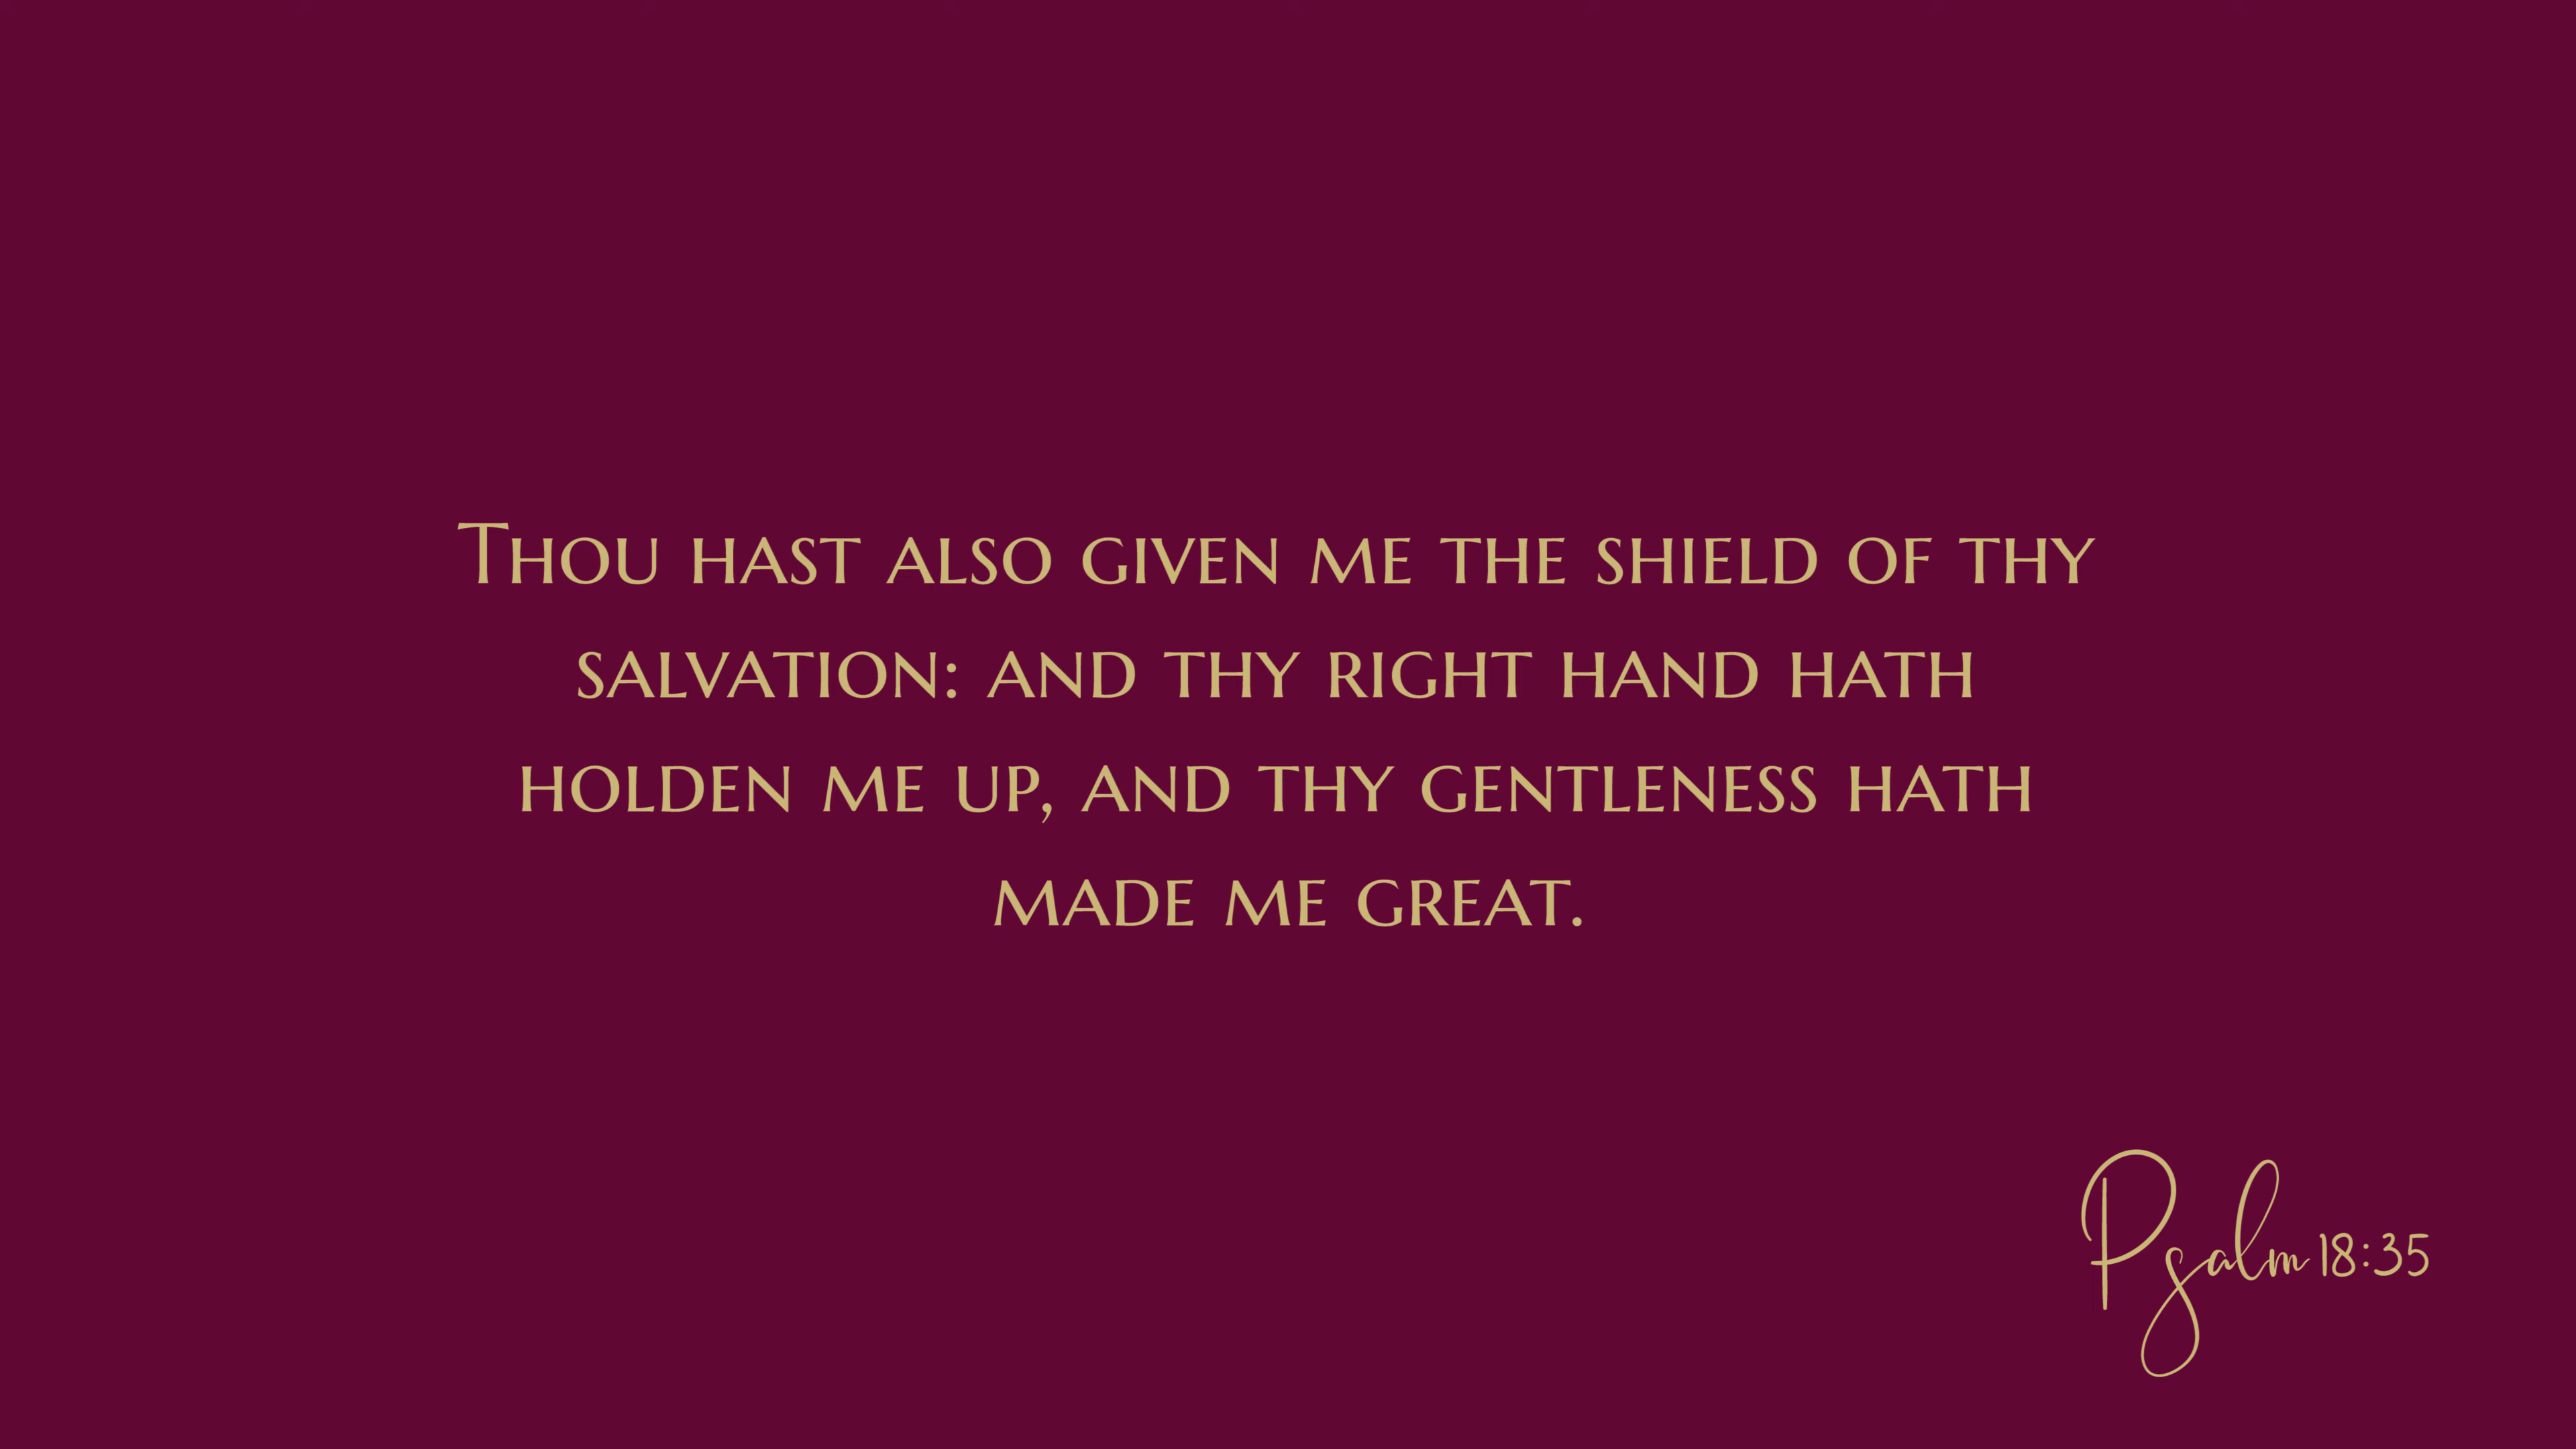 Thou hast also given me the shield of thy
salvation: and thy right hand hath
holden me up, and thy gentleness hath
made me great.
Psalm 18:35